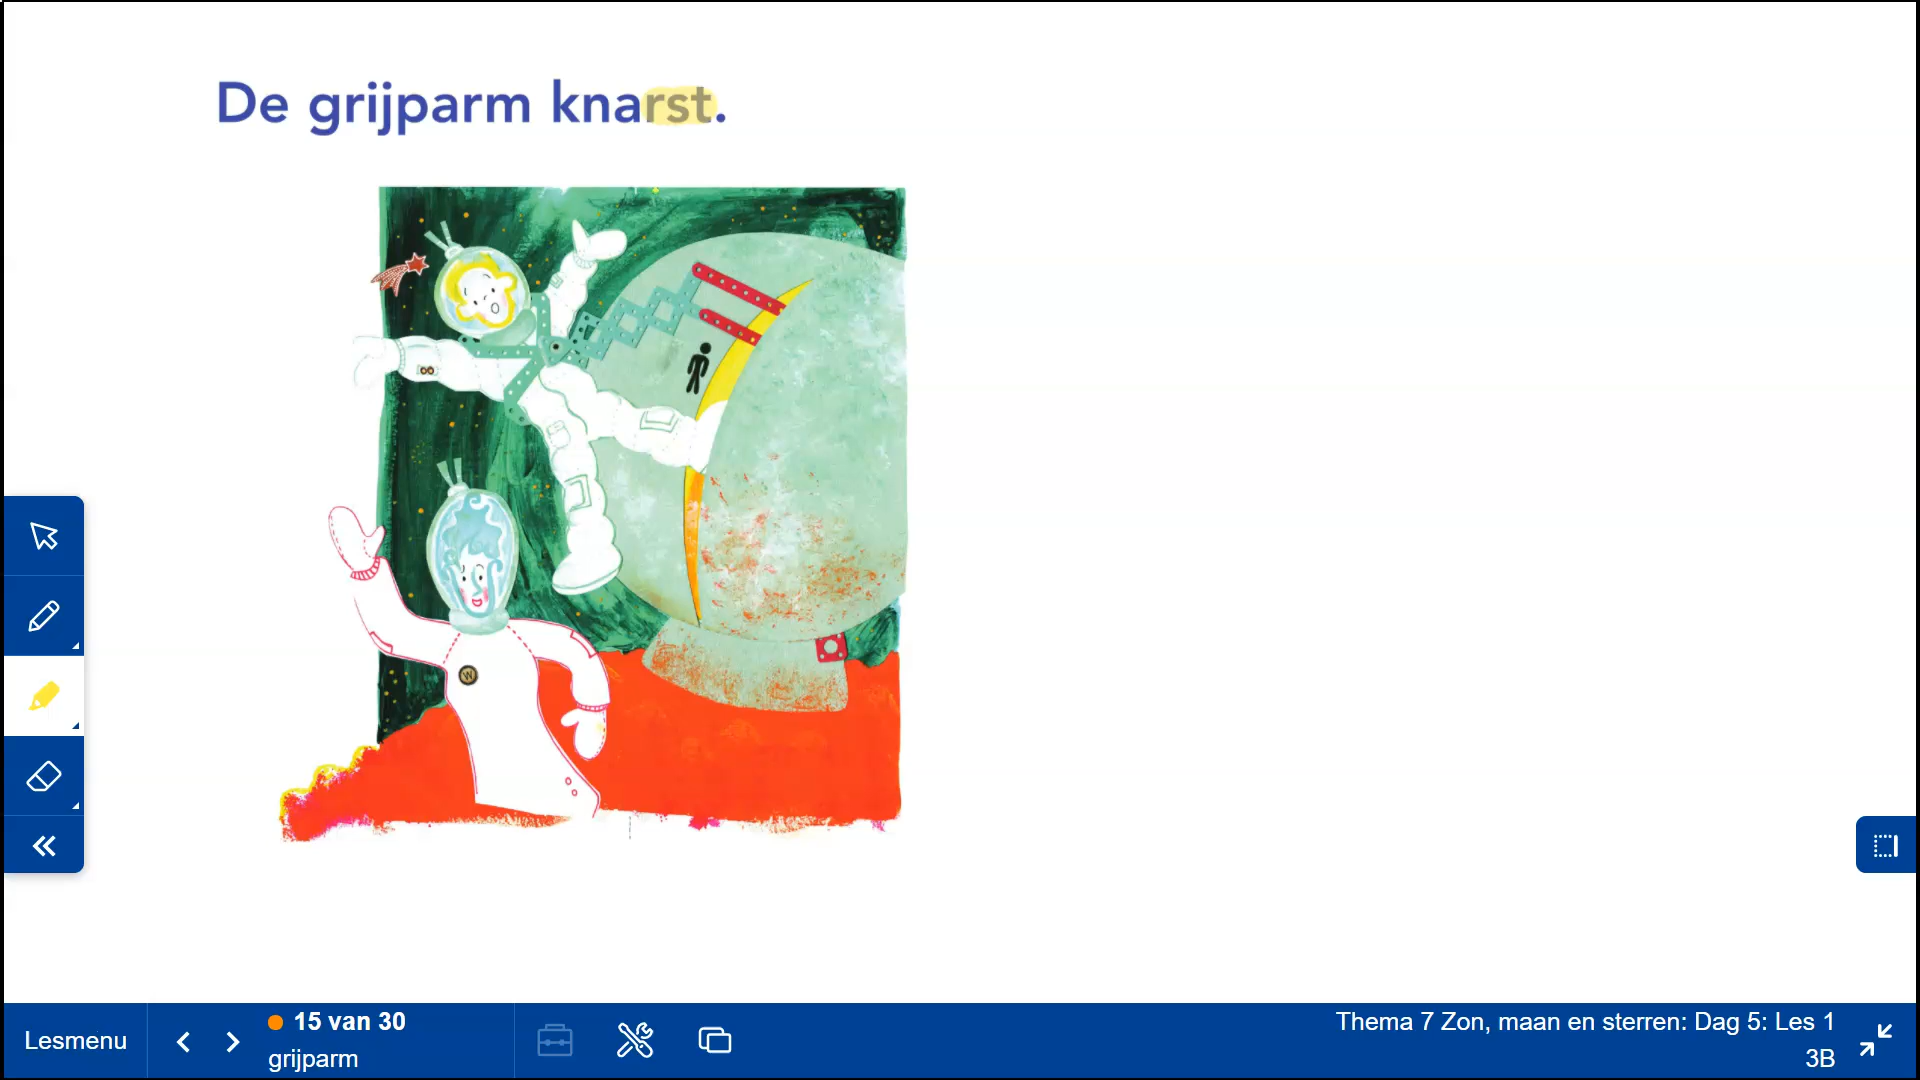 De grijparm knarst.
W
Lesmenu
15 van 30
grijparm
Thema 7 Zon, maan en sterren: Dag 5: Les 1
3B